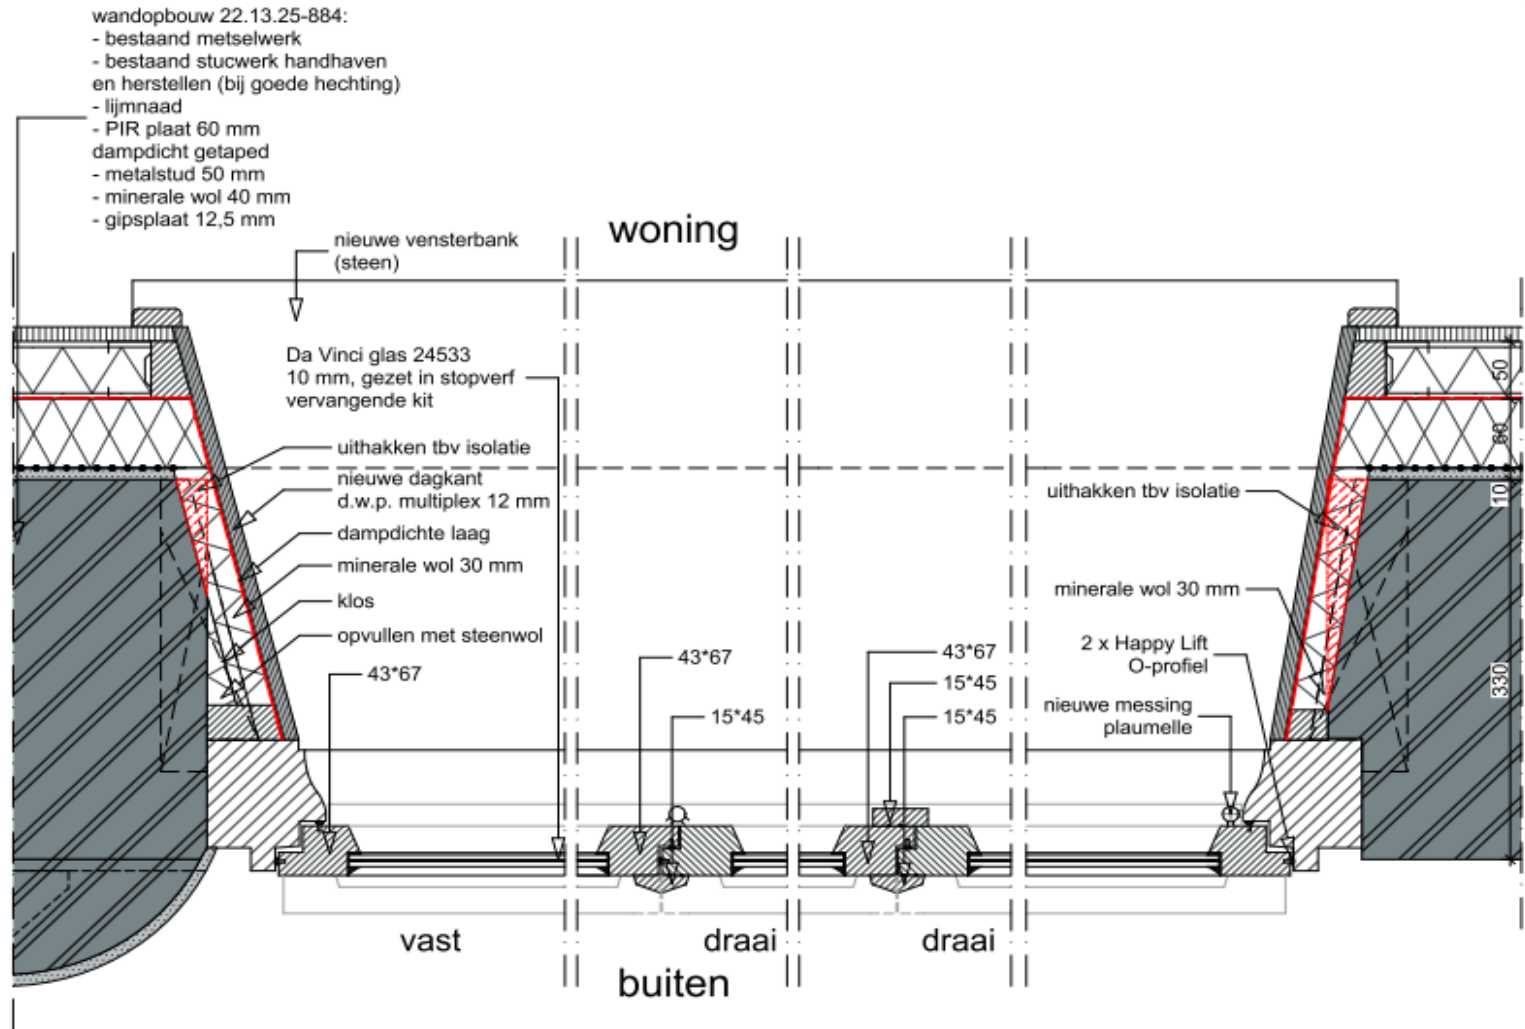 wandopbouw 22.13.25-884:
- bestaand metselwerk
- bestaand stucwerk handhaven
en herstellen (bij goede hechting)
- lijmnaad
- PIR plaat 60 mm
dampdicht getaped
- metalstud 50 mm
- minerale wol 40 mm
- gipsplaat 12,5 mm
woning
nieuwe vensterbank
(steen)
Da Vinci glas 24533
10 mm, gezet in stopverf
vervangende kit
uithakken tbv isolatie
nieuwe dagkant
d.w.p. multiplex 12 mm
dampdichte laag
minerale wol 30 mm
klos
opvullen met steenwol
43*67
43*67
15*45
43*67
15*45
15*45
uithakken tbv isolatie
minerale wol 30 mm
2 x Happy Lift
O-profiel
nieuwe messing
plaumelle
50
60
10
330
vast
draai
draai
buiten